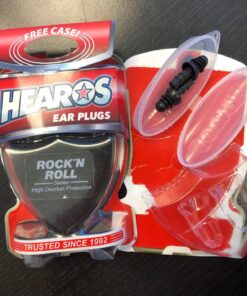 FREE CASE!
HEAROS
EAR PLUGS
ROCK'N
ROLL
Series
High Decibel Protection
TRUSTED SINCE 1992